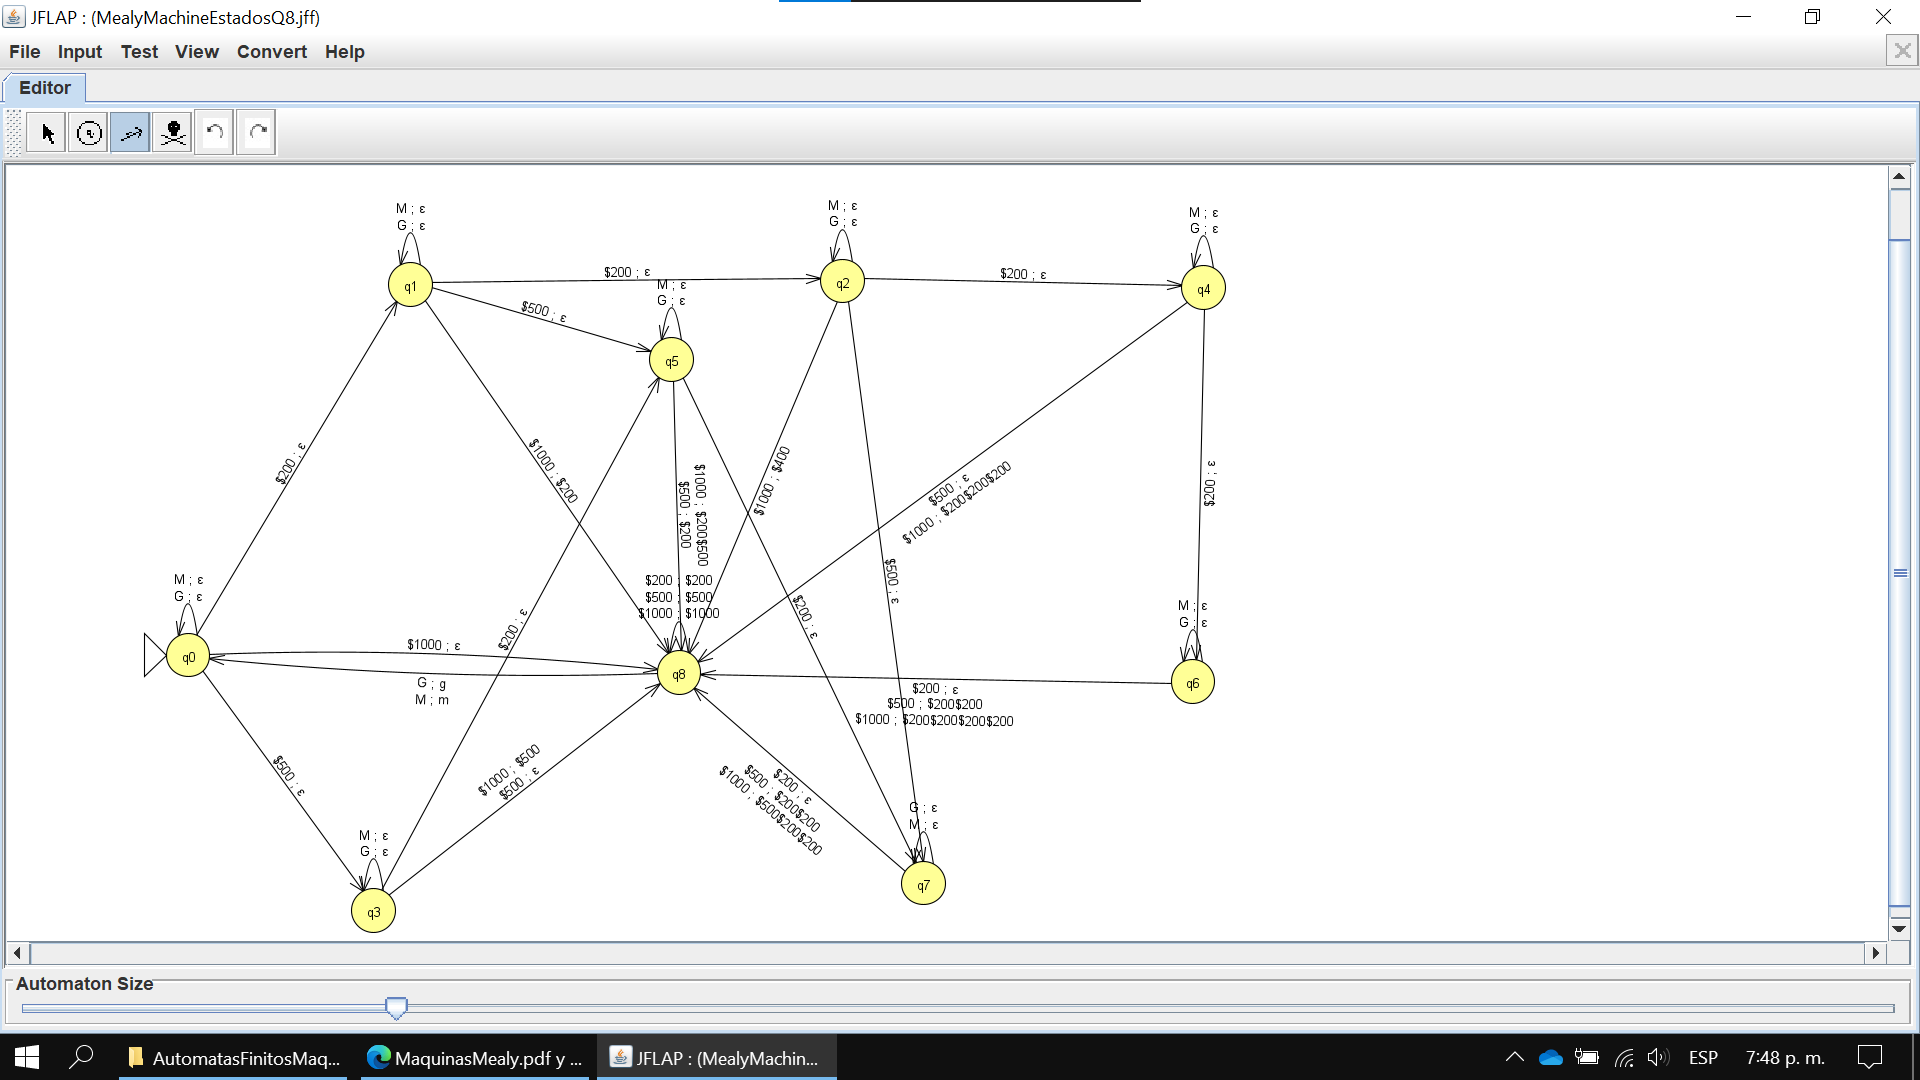 JFLAP : (MealyMachineEstadosQ8.jff)
File Input Test View Convert Help
Editor
M ; ε
G ; ε
q1
M ; ε
G ; ε
q2
M ; ε
G ; ε
q4
$200 ; ε
$200 ; ε
M ; ε
G ; ε
q5
$500 ; ε
$200 ; ε
$1000 ; $200
$1000 ; $400
$500 ; ε
$1000 ; $200$200$200
$200 ; ε
$1000 ; $200$500
$500 ; $200
$500 ; ε
$200 ; ε
$200 ; ε
$200 ; $200
$500 ; $500
$1000 ; $1000
q8
M ; ε
G ; ε
q0
$1000 ; ε
G ; g
M ; m
M ; ε
G ; ε
q6
$200 ; ε
$500 ; $200$200
$1000 ; $200$200$200$200
$500 ; ε
$1000 ; $500
$500 ; ε
$200 ; ε
$500 ; $200$200
$1000 ; $500$200$200
M ; ε
G ; ε
q3
G ; ε
M ; ε
q7
Automaton Size
AutomatasFinitosMaq...
MaquinasMealy.pdf y ...
JFLAP : (MealyMachin...
ESP
7:48 p. m.